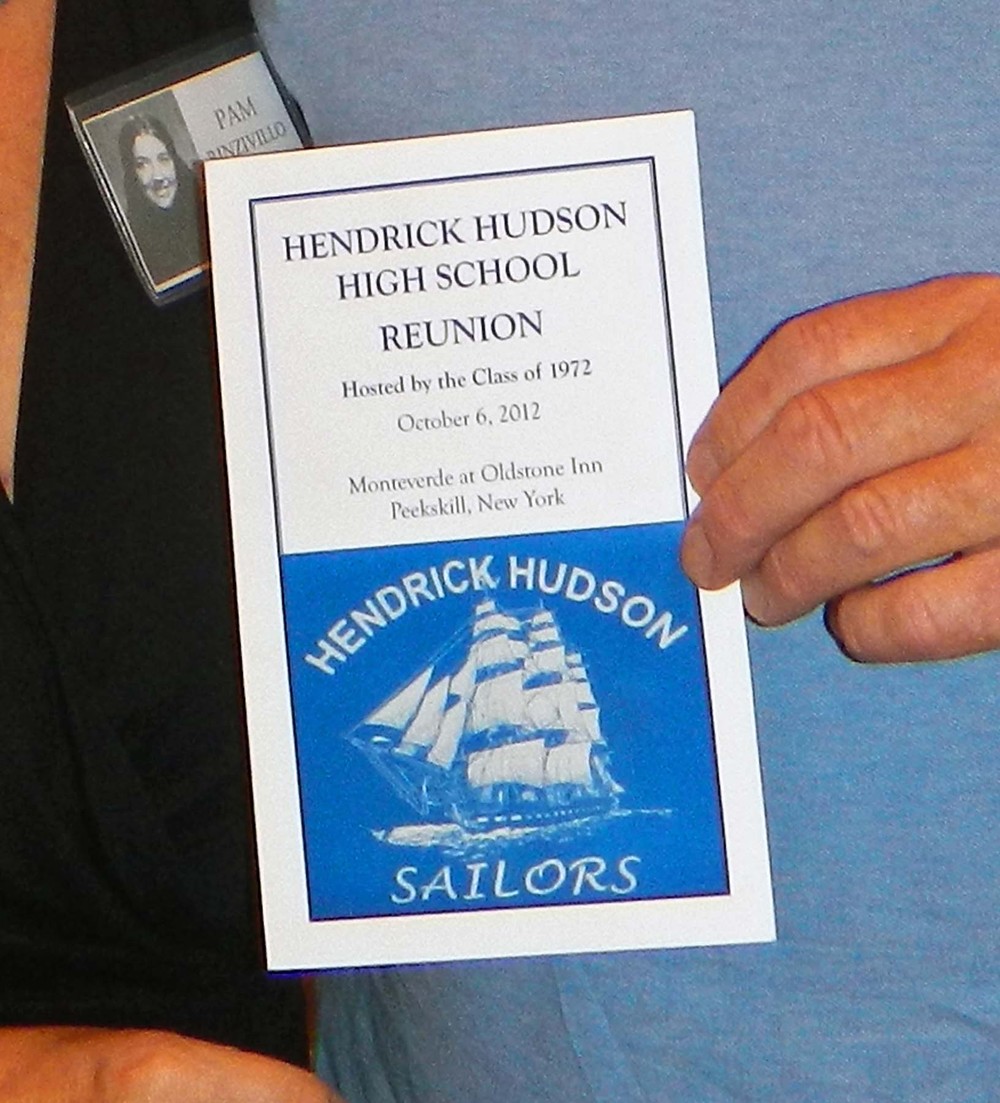 PAM
HENDRICK HUDSON
HIGH SCHOOL
REUNION
Hosted by the Class of 1972
October 6, 2012
Monteverde at Oldstone Inn
Peekskill, New York
HENDRICK HUDSON
SAILORS